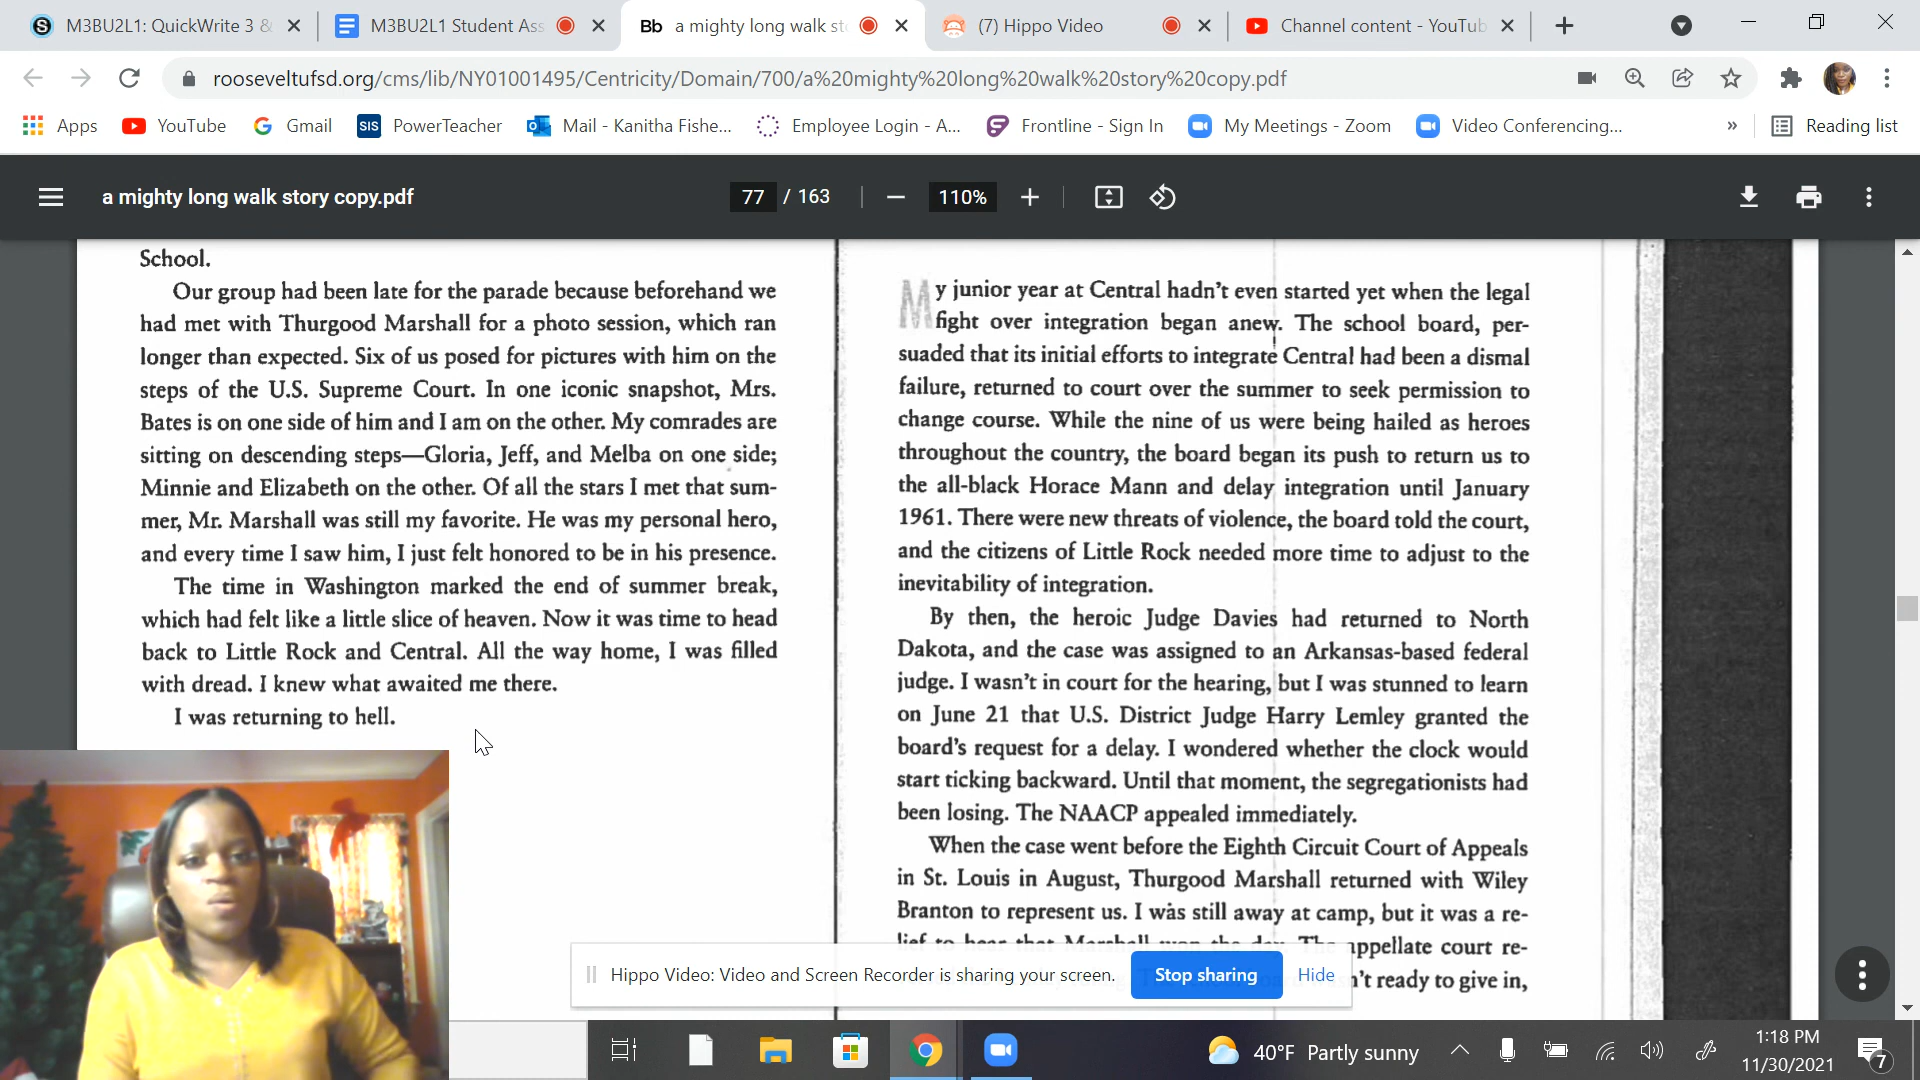 M3BU2L1: QuickWrite 3 &
M3BU2L1 Student Ass
Bb a mighty long walk st
(7) Hippo Video
Channel content - YouTub
rooseveltufsd.org/cms/lib/NY01001495/Centricity/Domain/700/a%20mighty%20long%20walk%20story%20copy.pdf
Apps YouTube Gmail SIS PowerTeacher Mail - Kanitha Fishe... Employee Login - A... Frontline - Sign In My Meetings - Zoom Video Conferencing... » Reading list
a mighty long walk story copy.pdf 77 / 163 110%
School.
Our group had been late for the parade because beforehand we
had met with Thurgood Marshall for a photo session, which ran
longer than expected. Six of us posed for pictures with him on the
steps of the U.S. Supreme Court. In one iconic snapshot, Mrs.
Bates is on one side of him and I am on the other. My comrades are
sitting on descending steps—Gloria, Jeff, and Melba on one side;
Minnie and Elizabeth on the other. Of all the stars I met that sum-
mer, Mr. Marshall was still my favorite. He was my personal hero,
and every time I saw him, I just felt honored to be in his presence.
The time in Washington marked the end of summer break,
which had felt like a little slice of heaven. Now it was time to head
back to Little Rock and Central. All the way home, I was filled
with dread. I knew what awaited me there.
I was returning to hell.
My junior year at Central hadn't even started yet when the legal
fight over integration began anew. The school board, per-
suaded that its initial efforts to integrate Central had been a dismal
failure, returned to court over the summer to seek permission to
change course. While the nine of us were being hailed as heroes
throughout the country, the board began its push to return us to
the all-black Horace Mann and delay integration until January
1961. There were new threats of violence, the board told the court,
and the citizens of Little Rock needed more time to adjust to the
inevitability of integration.
By then, the heroic Judge Davies had returned to North
Dakota, and the case was assigned to an Arkansas-based federal
judge. I wasn't in court for the hearing, but I was stunned to learn
on June 21 that U.S. District Judge Harry Lemley granted the
board's request for a delay. I wondered whether the clock would
start ticking backward. Until that moment, the segregationists had
been losing. The NAACP appealed immediately.
When the case went before the Eighth Circuit Court of Appeals
in St. Louis in August, Thurgood Marshall returned with Wiley
Branton to represent us. I was still away at camp, but it was a re-
lief to hear that Marshall won the day. The appellate court re-
n't ready to give in,
Hippo Video: Video and Screen Recorder is sharing your screen. Stop sharing Hide
40°F Partly sunny
1:18 PM
11/30/2021
7